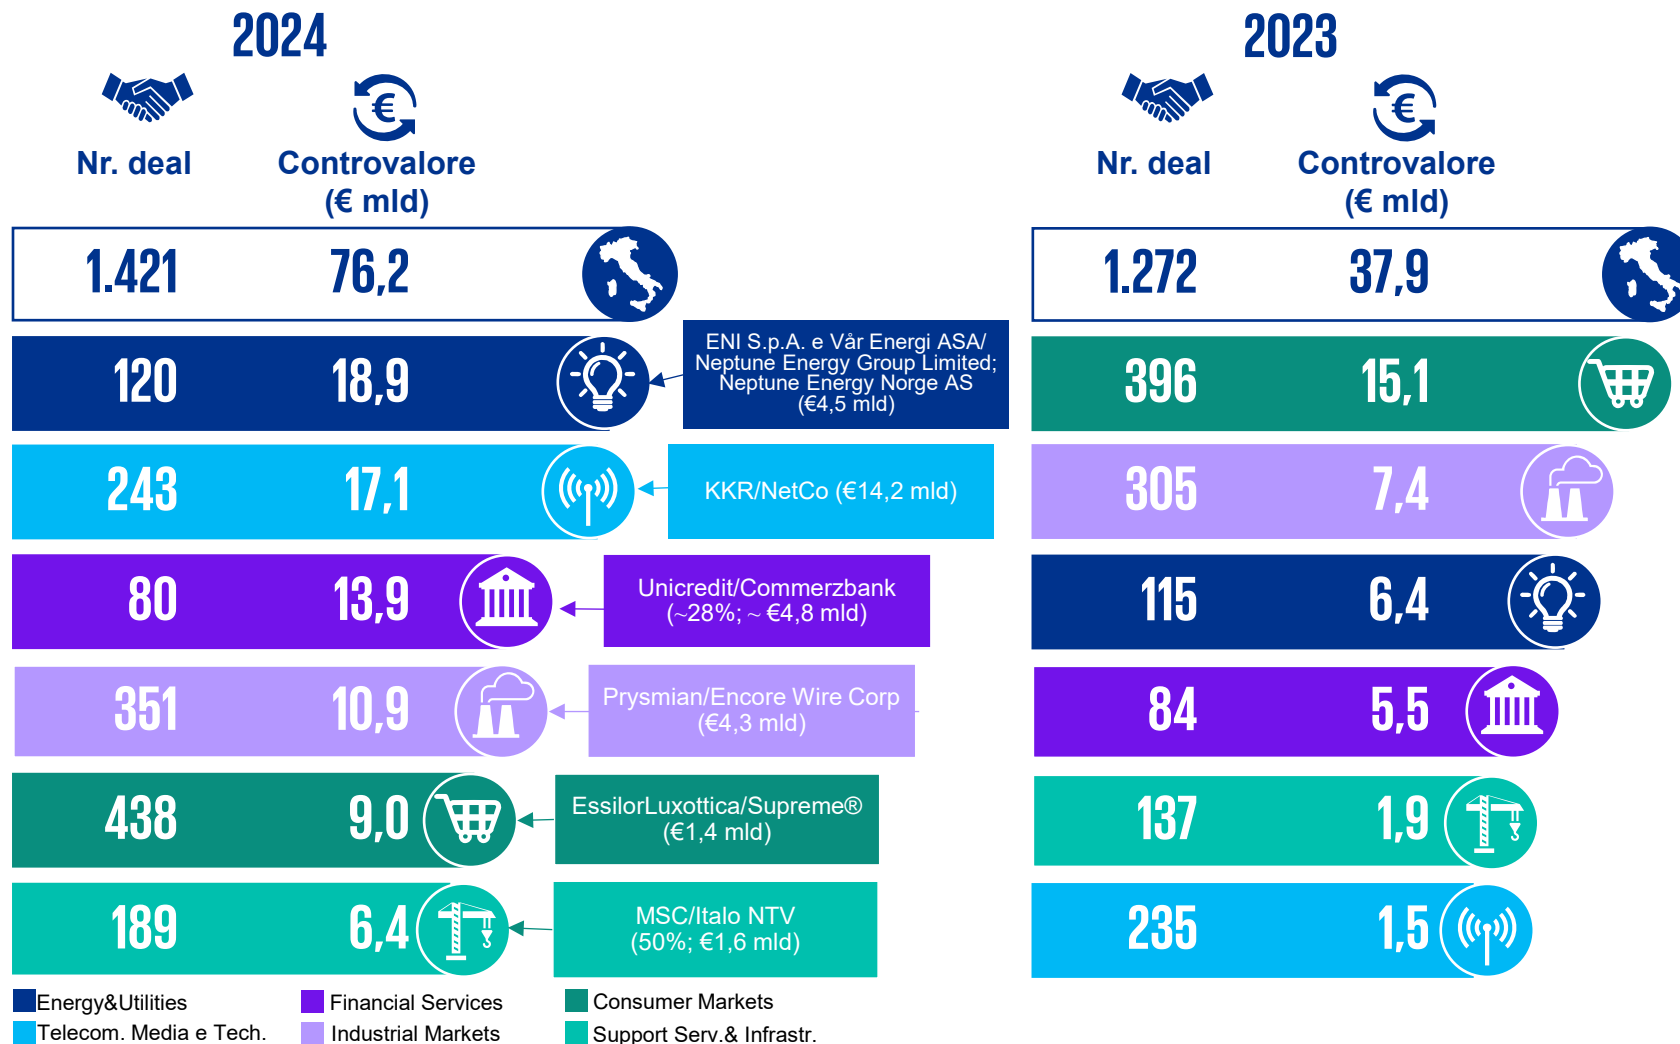 2024
Nr. deal
Controvalore
(€ mld)
1.421 76,2
120 18,9
ENI S.p.A. e Vår Energi ASA/
Neptune Energy Group Limited;
Neptune Energy Norge AS
(€4,5 mld)
243 17,1
KKR/NetCo (€14,2 mld)
80 13,9
Unicredit/Commerzbank
(~28%; ~ €4,8 mld)
351 10,9
Prysmian/Encore Wire Corp
(€4,3 mld)
438 9,0
EssilorLuxottica/Supreme®
(€1,4 mld)
189 6,4
MSC/Italo NTV
(50%; €1,6 mld)
2023
Nr. deal
Controvalore
(€ mld)
1.272 37,9
396 15,1
305 7,4
115 6,4
84 5,5
137 1,9
235 1,5
Energy&Utilities
Financial Services
Consumer Markets
Telecom. Media e Tech.
Industrial Markets
Support Serv.& Infrastr.